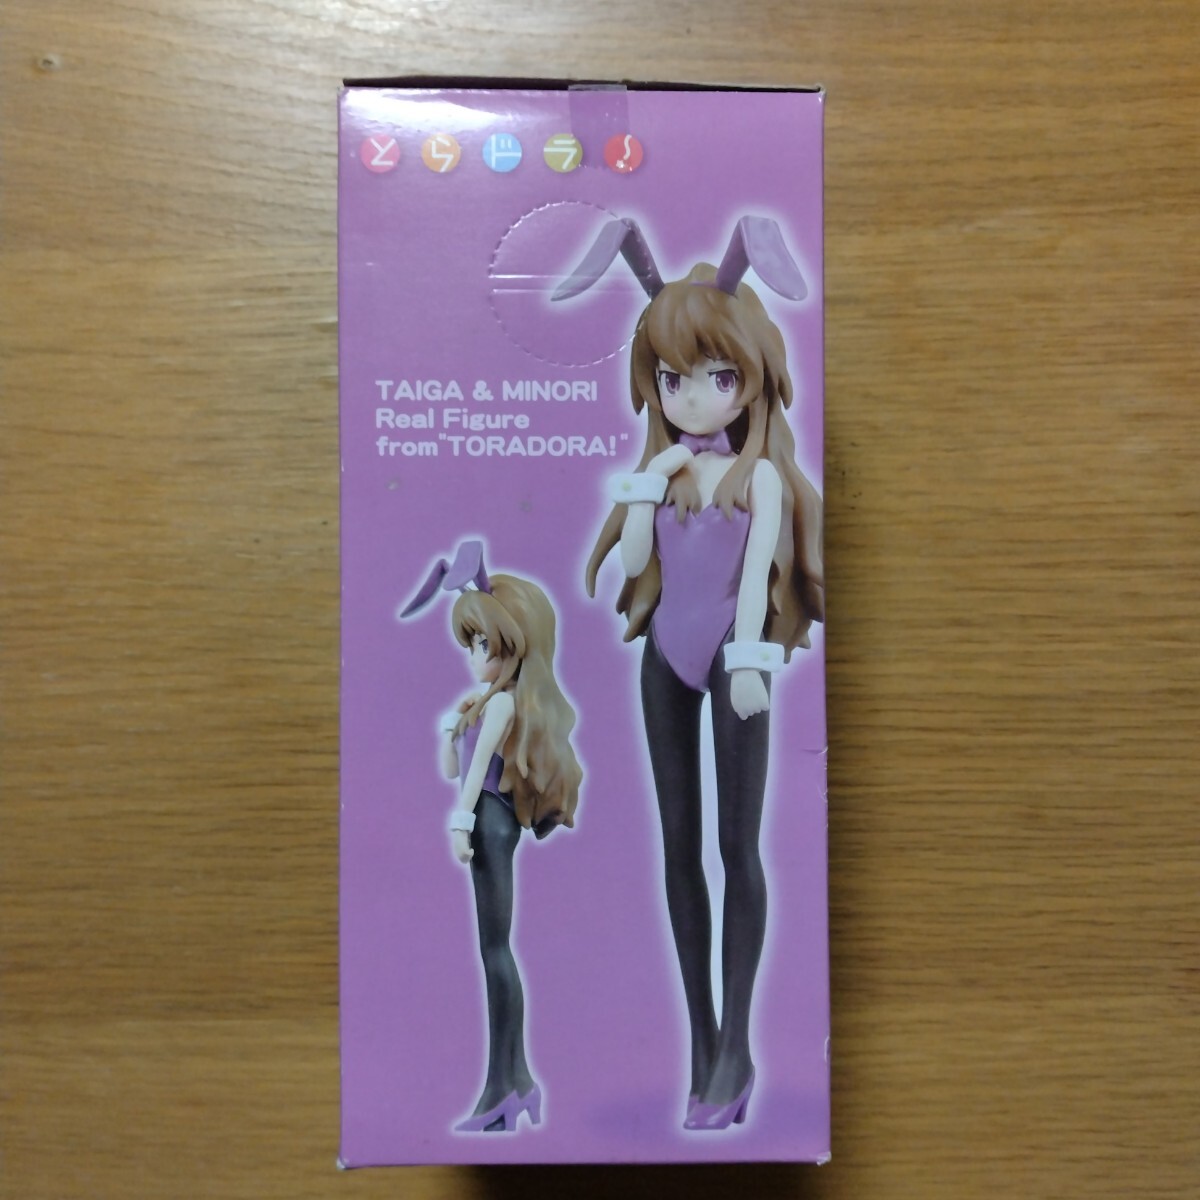 とらドラ!
TAIGA & MINORI
Real Figure
from"TORADORA!"